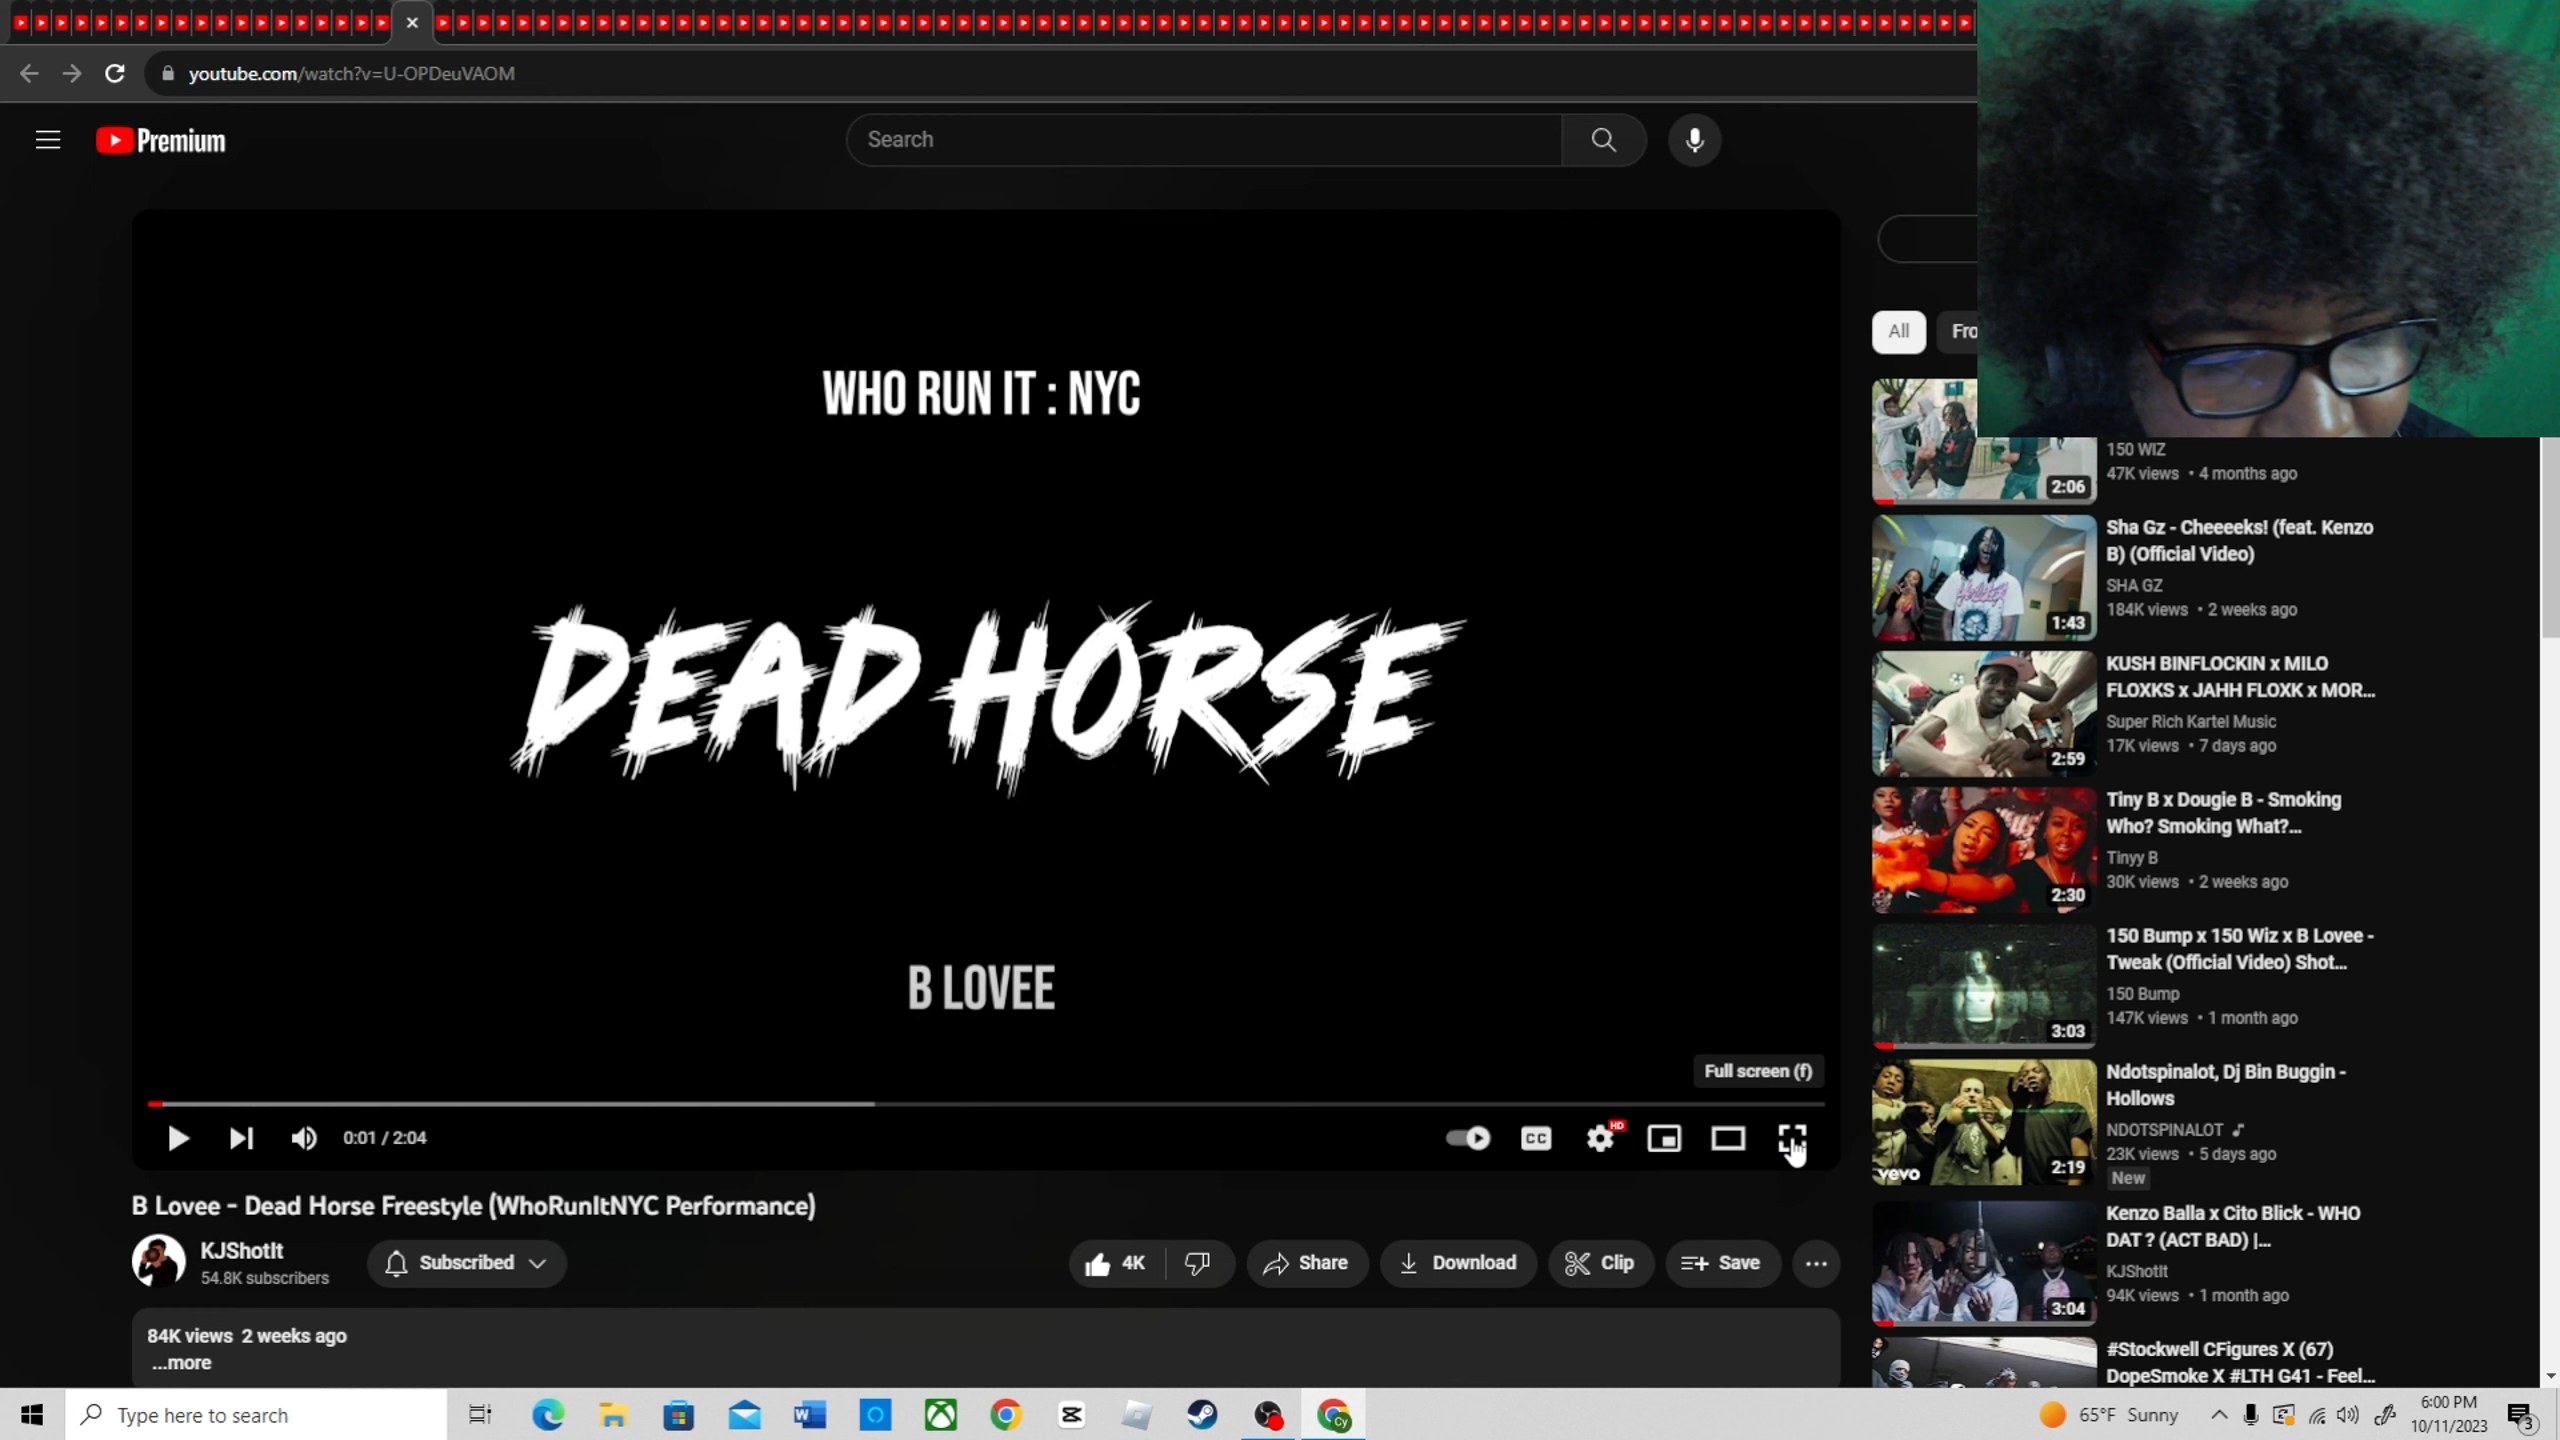 youtube.com/watch?v=U-OPDeuVAOM
Premium
Search
WHO RUN IT : NYC
DEAD HORSE
B LOVEE
Full screen (f)
0:01 / 2:04
CC
HD
B Lovee - Dead Horse Freestyle (WhoRunItNYC Performance)
KJShotIt
54.8K subscribers
Subscribed
4K
Share
Download
Clip
Save
84K views 2 weeks ago
...more
All
Fro
150 WIZ
47K views • 4 months ago
2:06
Sha Gz - Cheeeeks! (feat. Kenzo
B) (Official Video)
SHA GZ
184K views • 2 weeks ago
1:43
KUSH BINFLOCKIN x MILO
FLOXKS x JAHH FLOXK x MOR...
Super Rich Kartel Music
17K views • 7 days ago
2:59
Tiny B x Dougie B - Smoking
Who? Smoking What?...
Tinyy B
30K views • 2 weeks ago
2:30
150 Bump x 150 Wiz x B Lovee -
Tweak (Official Video) Shot...
150 Bump
147K views • 1 month ago
3:03
Ndotspinalot, Dj Bin Buggin -
Hollows
NDOTSPINALOT
23K views • 5 days ago
New
vevo
2:19
Kenzo Balla x Cito Blick - WHO
DAT ? (ACT BAD) |...
KJShotIt
94K views • 1 month ago
3:04
#Stockwell CFigures X (67)
DopeSmoke X #LTH G41 - Feel...
Type here to search
65°F Sunny
6:00 PM
10/11/2023
3